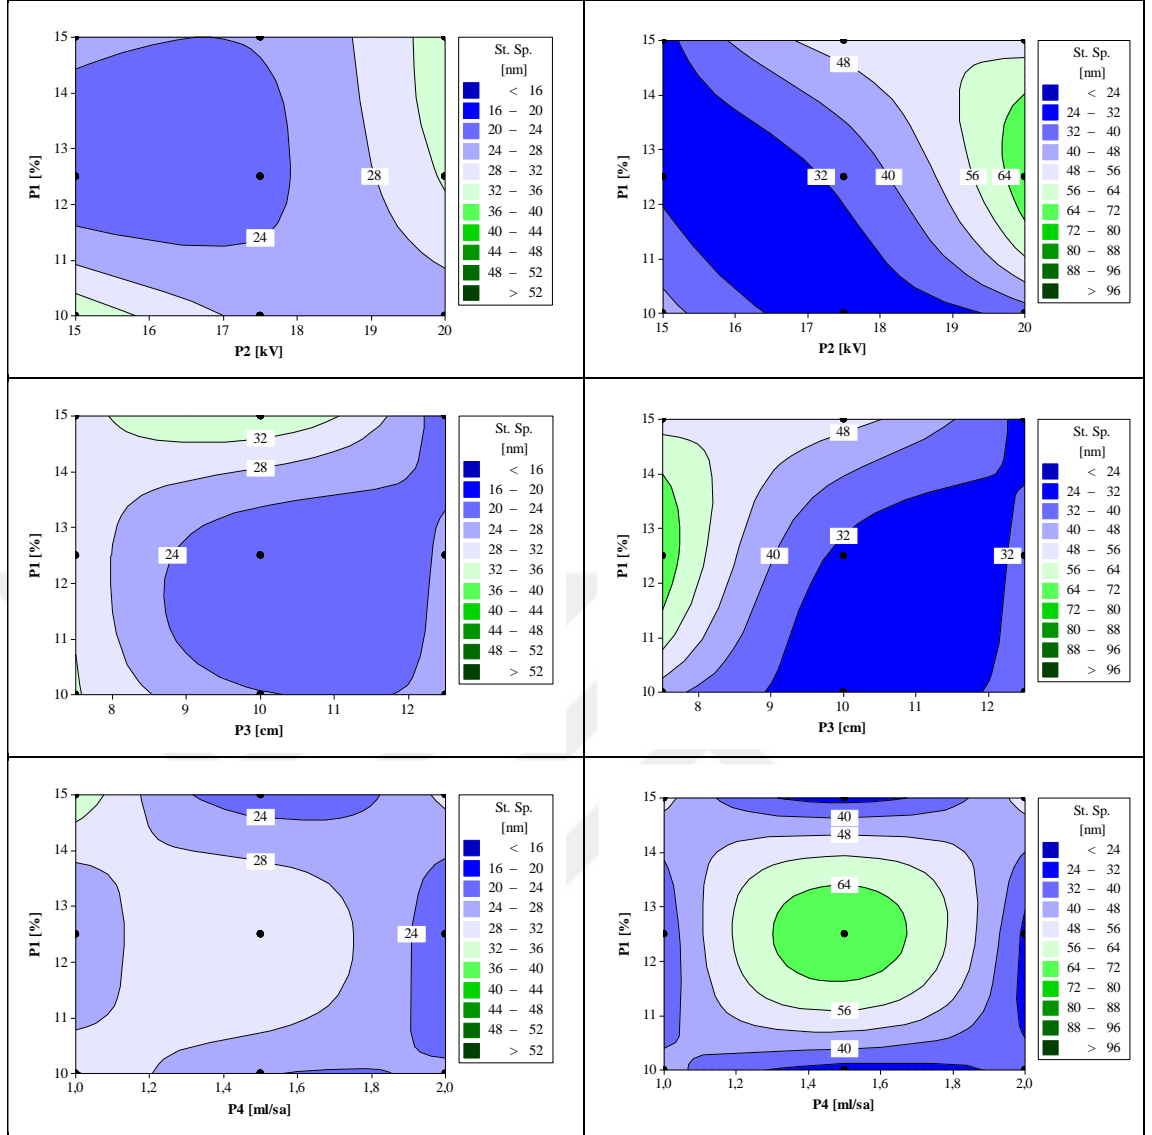 St. Sp.
[nm]
< 16
16 – 20
20 – 24
24 – 28
28 – 32
32 – 36
36 – 40
40 – 44
44 – 48
48 – 52
> 52
15
14
13
12
11
10
P1 [%]
28
24
15 16 17 18 19 20
P2 [kV]
St. Sp.
[nm]
< 24
24 – 32
32 – 40
40 – 48
48 – 56
56 – 64
64 – 72
72 – 80
80 – 88
88 – 96
> 96
15
14
13
12
11
10
P1 [%]
48
32 40 56 64
15 16 17 18 19 20
P2 [kV]
St. Sp.
[nm]
< 16
16 – 20
20 – 24
24 – 28
28 – 32
32 – 36
36 – 40
40 – 44
44 – 48
48 – 52
> 52
15
14
13
12
11
10
P1 [%]
32
28
24
8 9 10 11 12
P3 [cm]
St. Sp.
[nm]
< 24
24 – 32
32 – 40
40 – 48
48 – 56
56 – 64
64 – 72
72 – 80
80 – 88
88 – 96
> 96
15
14
13
12
11
10
P1 [%]
48
32
40 32
8 9 10 11 12
P3 [cm]
St. Sp.
[nm]
< 16
16 – 20
20 – 24
24 – 28
28 – 32
32 – 36
36 – 40
40 – 44
44 – 48
48 – 52
> 52
15
14
13
12
11
10
P1 [%]
24
28
24
1,0 1,2 1,4 1,6 1,8 2,0
P4 [ml/sa]
St. Sp.
[nm]
< 24
24 – 32
32 – 40
40 – 48
48 – 56
56 – 64
64 – 72
72 – 80
80 – 88
88 – 96
> 96
15
14
13
12
11
10
P1 [%]
40
48
64
56
40
1,0 1,2 1,4 1,6 1,8 2,0
P4 [ml/sa]